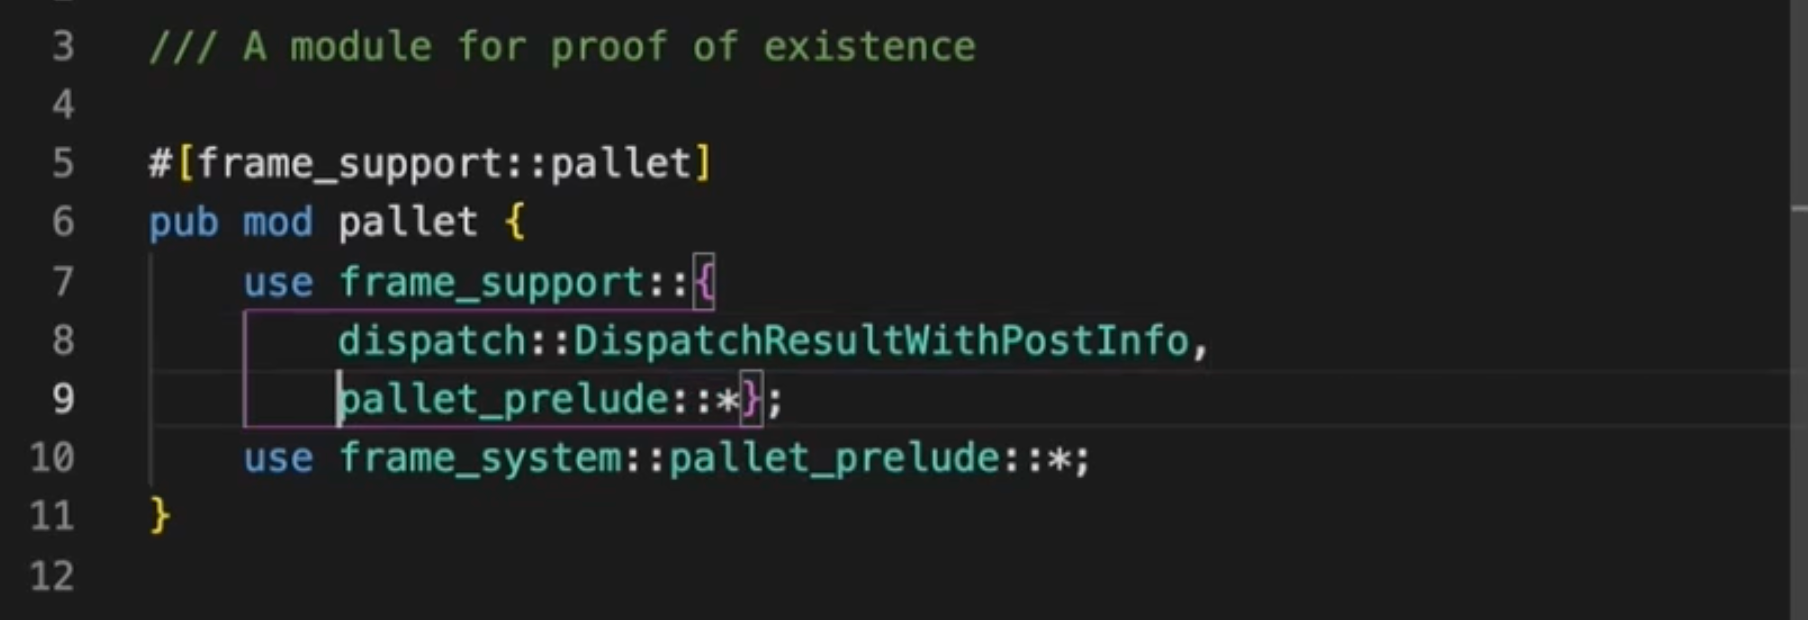 3 /// A module for proof of existence
4
5 #[frame_support::pallet]
6 pub mod pallet {
7 use frame_support::{
8 dispatch::DispatchResultWithPostInfo,
9 pallet_prelude::*};
10 use frame_system::pallet_prelude::*;
11 }
12